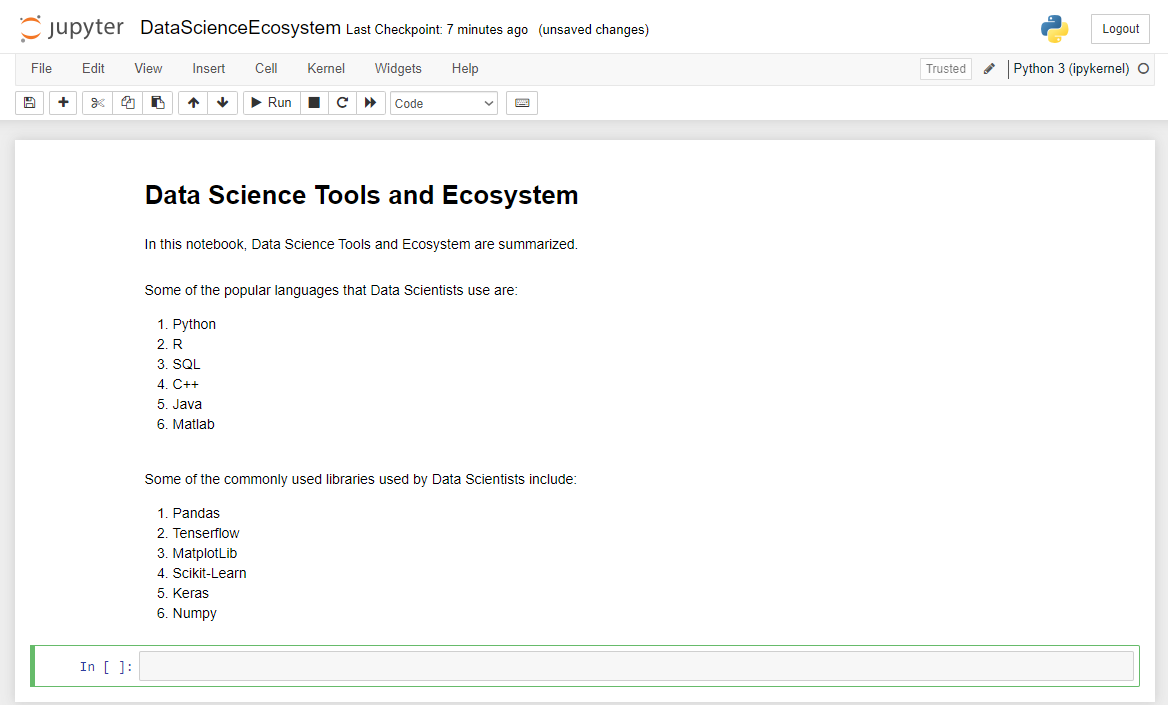 jupyter DataScienceEcosystem Last Checkpoint: 7 minutes ago (unsaved changes) Logout
File Edit View Insert Cell Kernel Widgets Help Trusted Python 3 (ipykernel)
Run Code
Data Science Tools and Ecosystem
In this notebook, Data Science Tools and Ecosystem are summarized.
Some of the popular languages that Data Scientists use are:
1. Python
2. R
3. SQL
4. C++
5. Java
6. Matlab
Some of the commonly used libraries used by Data Scientists include:
1. Pandas
2. Tenserflow
3. MatplotLib
4. Scikit-Learn
5. Keras
6. Numpy
In [ ]: